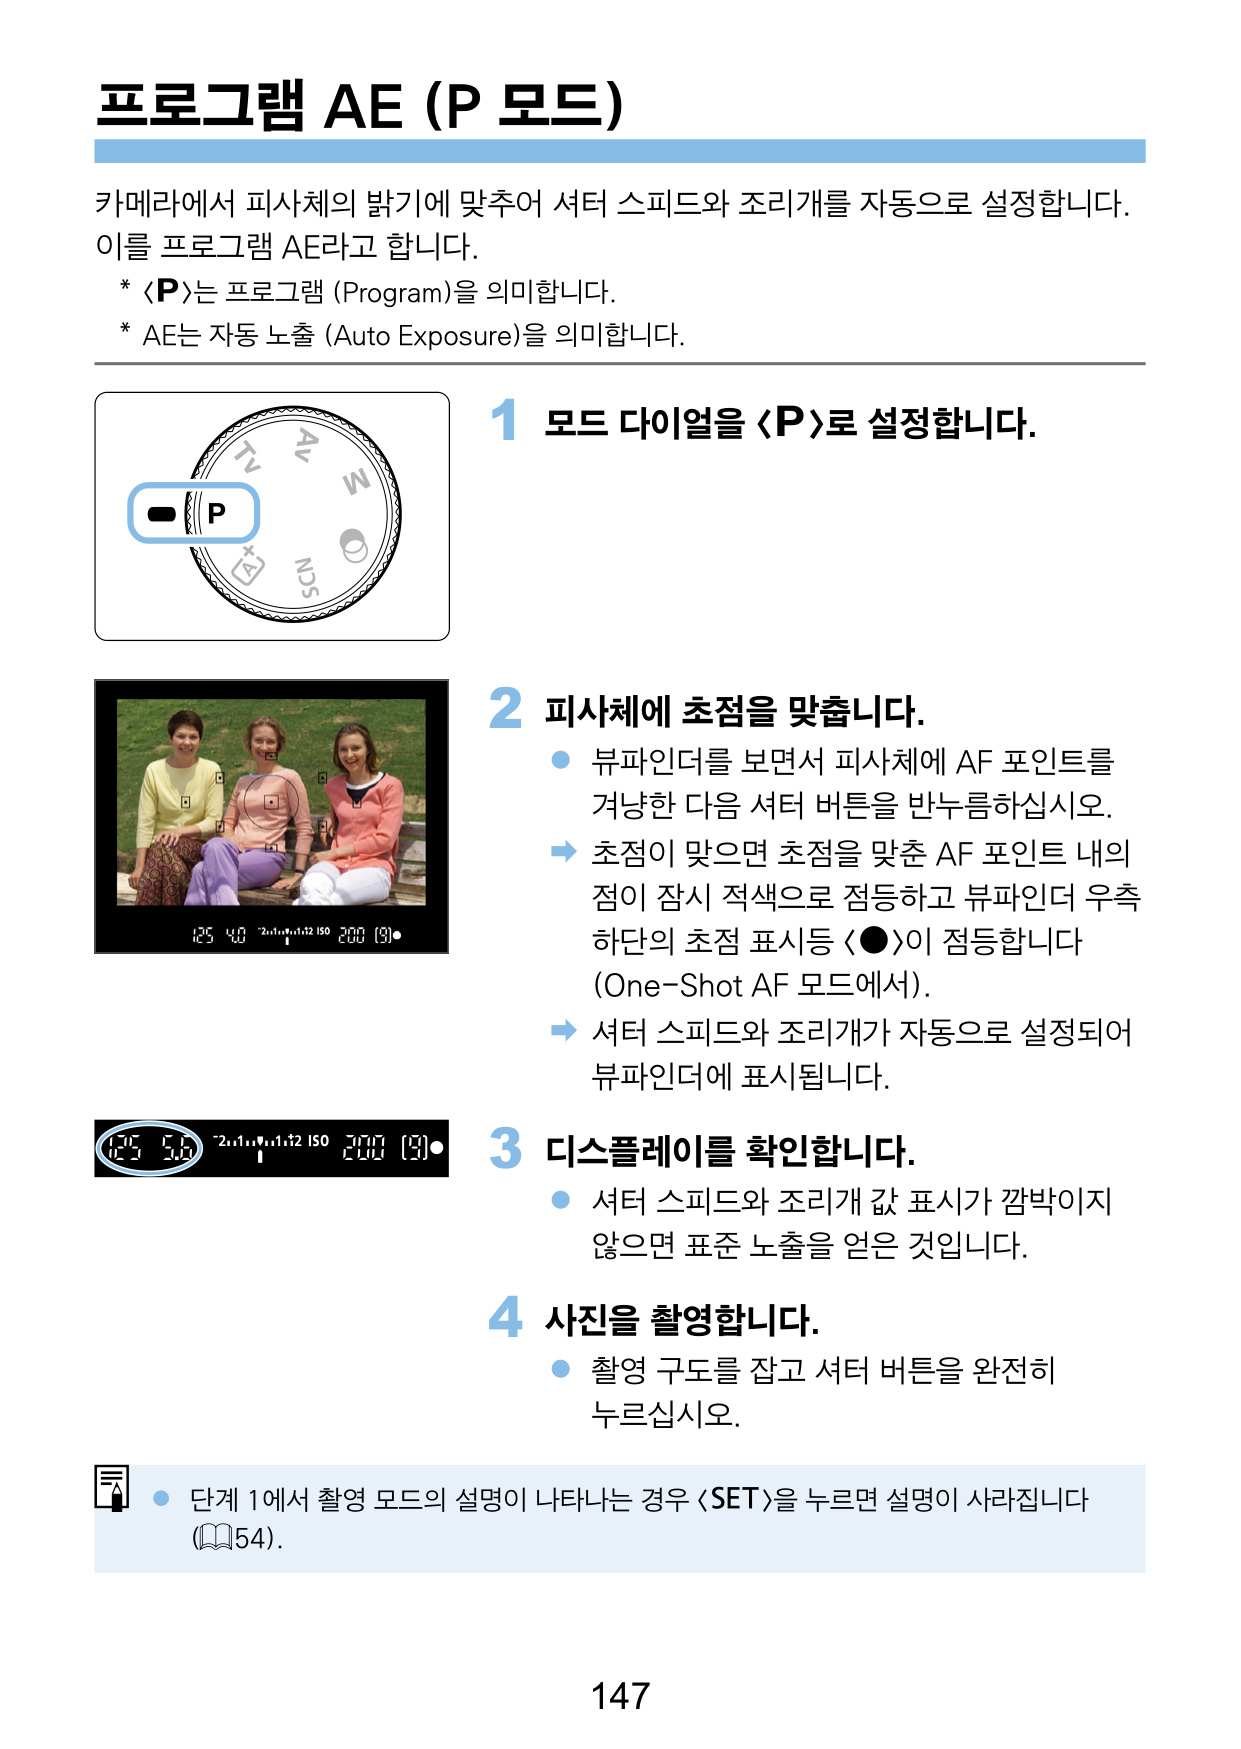 프로그램 AE (P 모드)
카메라에서 피사체의 밝기에 맞추어 셔터 스피드와 조리개를 자동으로 설정합니다.
이를 프로그램 AE라고 합니다.
* 〈P〉는 프로그램 (Program)을 의미합니다.
* AE는 자동 노출 (Auto Exposure)을 의미합니다.
Tv Av M
P
A+ SCN
1 모드 다이얼을 〈P〉로 설정합니다.
2 피사체에 초점을 맞춥니다.
● 뷰파인더를 보면서 피사체에 AF 포인트를
겨냥한 다음 셔터 버튼을 반누름하십시오.
➡ 초점이 맞으면 초점을 맞춘 AF 포인트 내의
점이 잠시 적색으로 점등하고 뷰파인더 우측
하단의 초점 표시등 〈●〉이 점등합니다
(One-Shot AF 모드에서).
➡ 셔터 스피드와 조리개가 자동으로 설정되어
뷰파인더에 표시됩니다.
125 4.0 -2..1..▼..1..+2 ISO 200 [9]●
125 5.6 -2..1..▼..1..+2 ISO 200 [9]●
3 디스플레이를 확인합니다.
● 셔터 스피드와 조리개 값 표시가 깜박이지
않으면 표준 노출을 얻은 것입니다.
4 사진을 촬영합니다.
● 촬영 구도를 잡고 셔터 버튼을 완전히
누르십시오.
● 단계 1에서 촬영 모드의 설명이 나타나는 경우 〈SET〉을 누르면 설명이 사라집니다
(54).
147